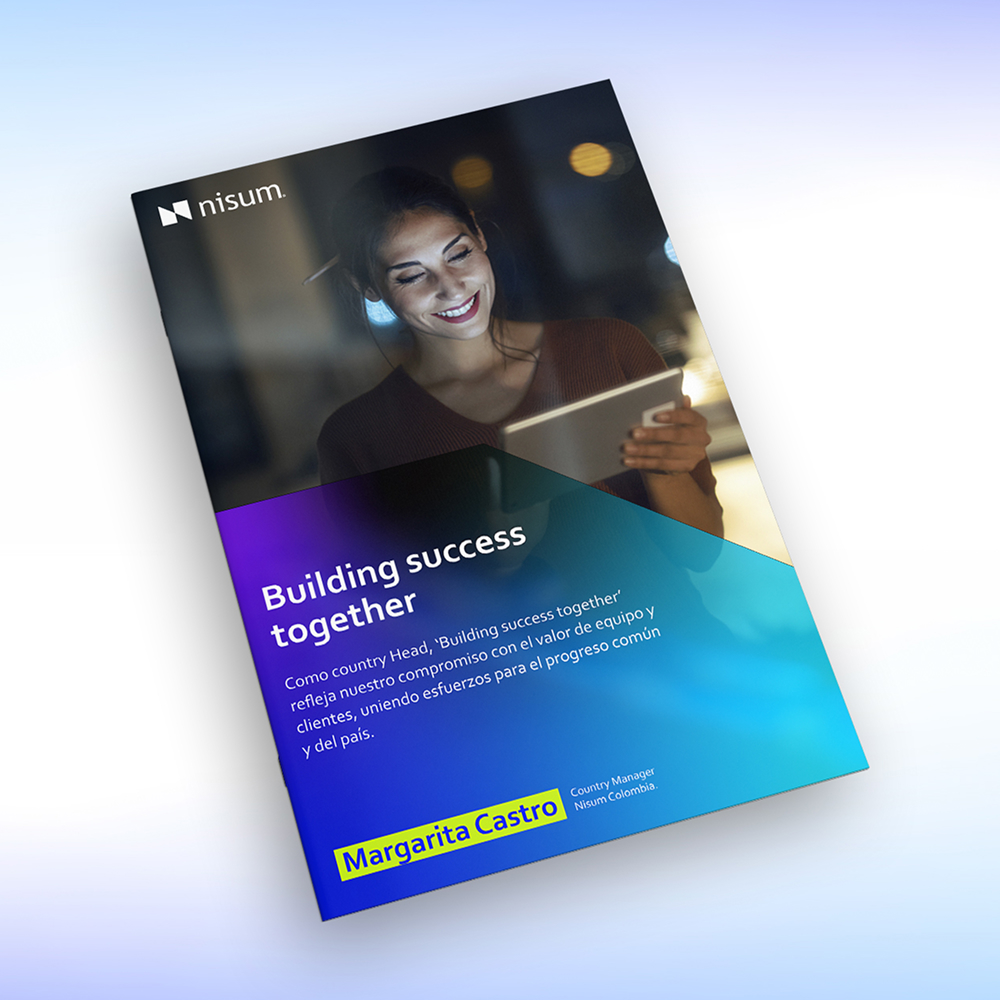 nisum.
Building success
together
Como country Head, ‘Building success together’
refleja nuestro compromiso con el valor de equipo y
clientes, uniendo esfuerzos para el progreso común
y del país.
Margarita Castro
Country Manager
Nisum Colombia.